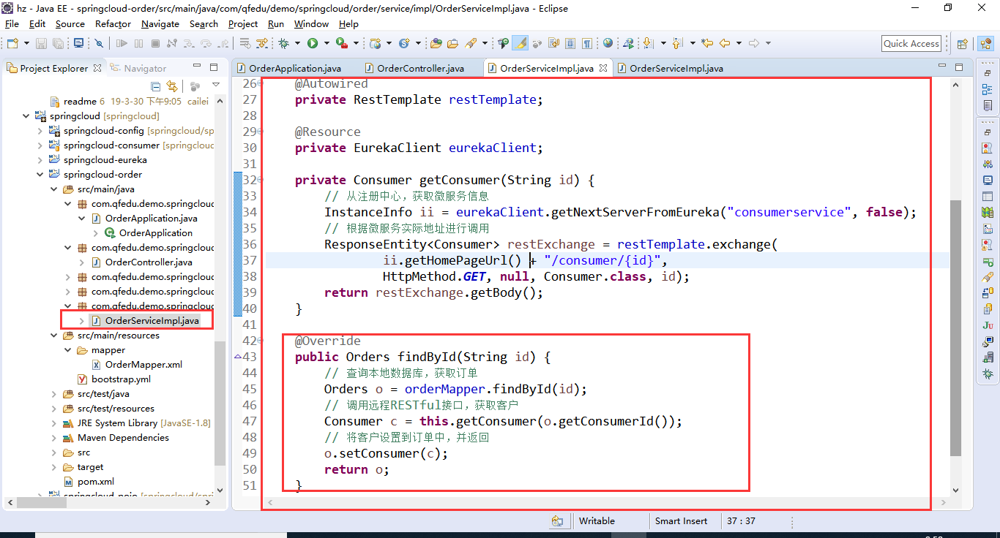 hz - Java EE - springcloud-order/src/main/java/com/qfedu/demo/springcloud/order/service/impl/OrderServiceImpl.java - Eclipse
File Edit Source Refactor Navigate Search Project Run Window Help
Quick Access
Project Explorer
Navigator
readme 6 19-3-30 下午9:05 cailei
springcloud [springcloud]
springcloud-config [springcloud/sp
springcloud-consumer [springcloud
springcloud-eureka
springcloud-order
src/main/java
com.qfedu.demo.springcloud
OrderApplication.java
OrderApplication
com.qfedu.demo.springcloud
OrderController.java
com.qfedu.demo.springcloud
com.qfedu.demo.springcloud
com.qfedu.demo.springcloud
OrderServiceImpl.java
src/main/resources
mapper
OrderMapper.xml
bootstrap.yml
src/test/java
src/test/resources
JRE System Library [JavaSE-1.8]
Maven Dependencies
src
target
pom.xml
springcloud-pojo [springcloud/spri
OrderApplication.java OrderController.java OrderServiceImpl.java OrderServiceImpl.java
26 @Autowired
27 private RestTemplate restTemplate;
28
29 @Resource
30 private EurekaClient eurekaClient;
31
32 private Consumer getConsumer(String id) {
33 // 从注册中心，获取微服务信息
34 InstanceInfo ii = eurekaClient.getNextServerFromEureka("consumerservice", false);
35 // 根据微服务实际地址进行调用
36 ResponseEntity<Consumer> restExchange = restTemplate.exchange(
37 ii.getHomePageUrl() + "/consumer/{id}",
38 HttpMethod.GET, null, Consumer.class, id);
39 return restExchange.getBody();
40 }
41
42 @Override
43 public Orders findById(String id) {
44 // 查询本地数据库，获取订单
45 Orders o = orderMapper.findById(id);
46 // 调用远程RESTful接口，获取客户
47 Consumer c = this.getConsumer(o.getConsumerId());
48 // 将客户设置到订单中，并返回
49 o.setConsumer(c);
50 return o;
51 }
Writable
Smart Insert
37 : 37